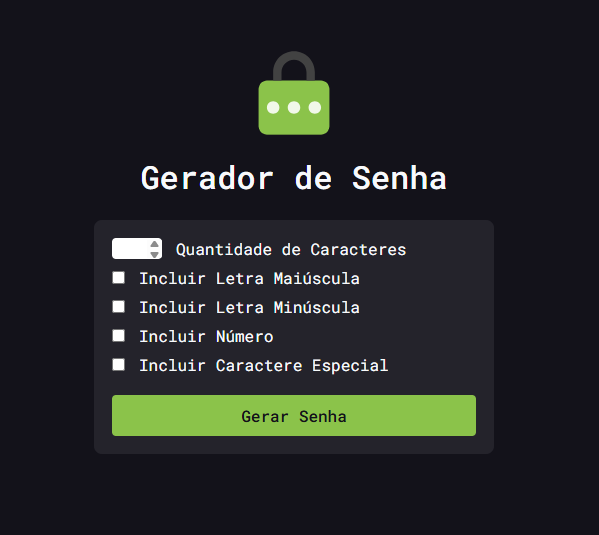 Gerador de Senha
Quantidade de Caracteres
Incluir Letra Maiúscula
Incluir Letra Minúscula
Incluir Número
Incluir Caractere Especial
Gerar Senha